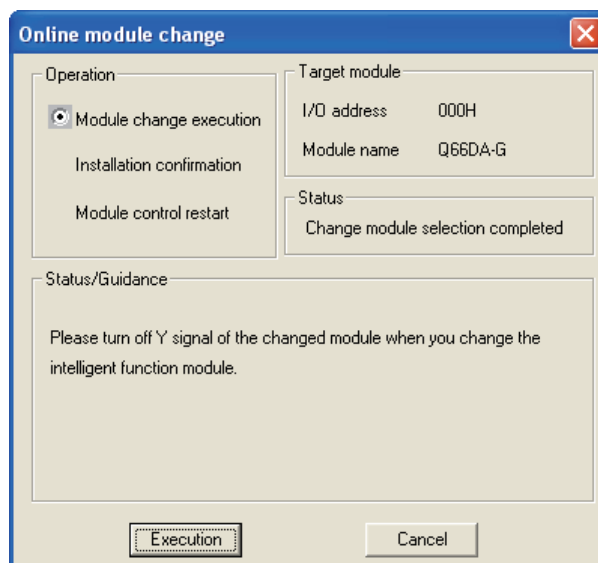 Online module change
Operation
Module change execution
Installation confirmation
Module control restart
Target module
I/O address 000H
Module name Q66DA-G
Status
Change module selection completed
Status/Guidance
Please turn off Y signal of the changed module when you change the
intelligent function module.
Execution Cancel